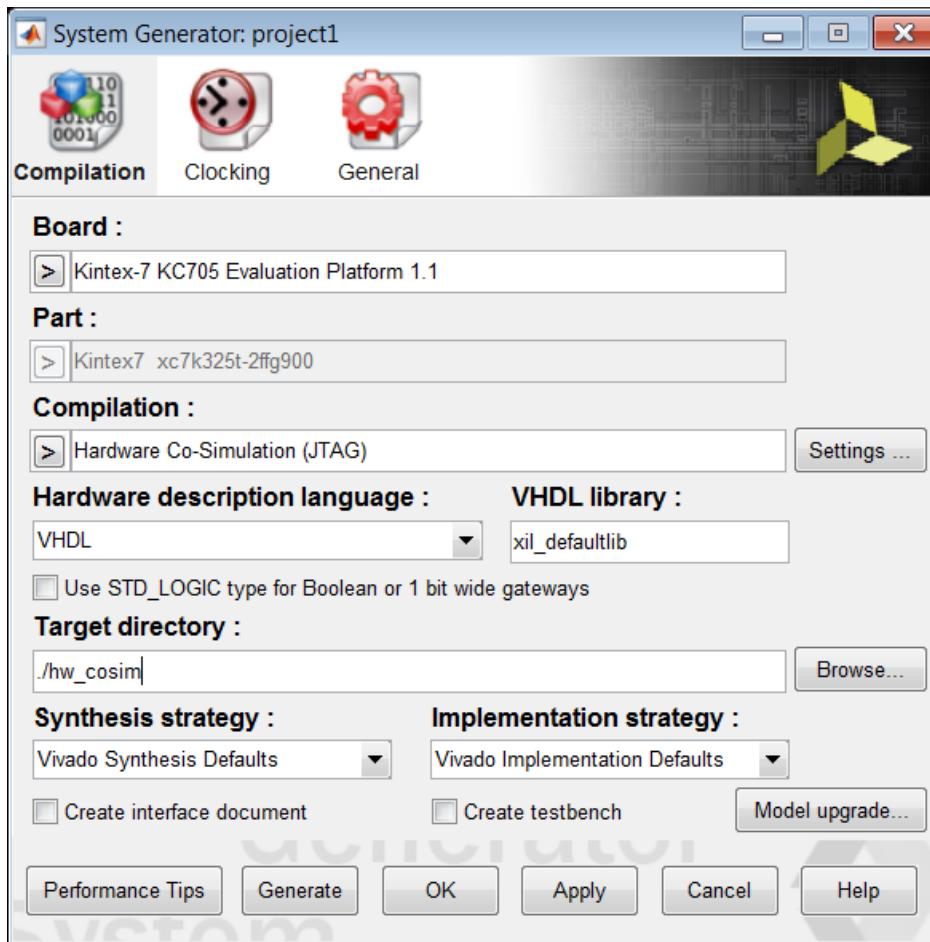 System Generator: project1
Compilation Clocking General
Board :
> Kintex-7 KC705 Evaluation Platform 1.1
Part :
> Kintex7 xc7k325t-2ffg900
Compilation :
> Hardware Co-Simulation (JTAG) Settings ...
Hardware description language : VHDL library :
VHDL xil_defaultlib
Use STD_LOGIC type for Boolean or 1 bit wide gateways
Target directory :
./hw_cosim Browse...
Synthesis strategy : Implementation strategy :
Vivado Synthesis Defaults Vivado Implementation Defaults
Create interface document Create testbench Model upgrade...
Generator
Performance Tips Generate OK Apply Cancel Help
System